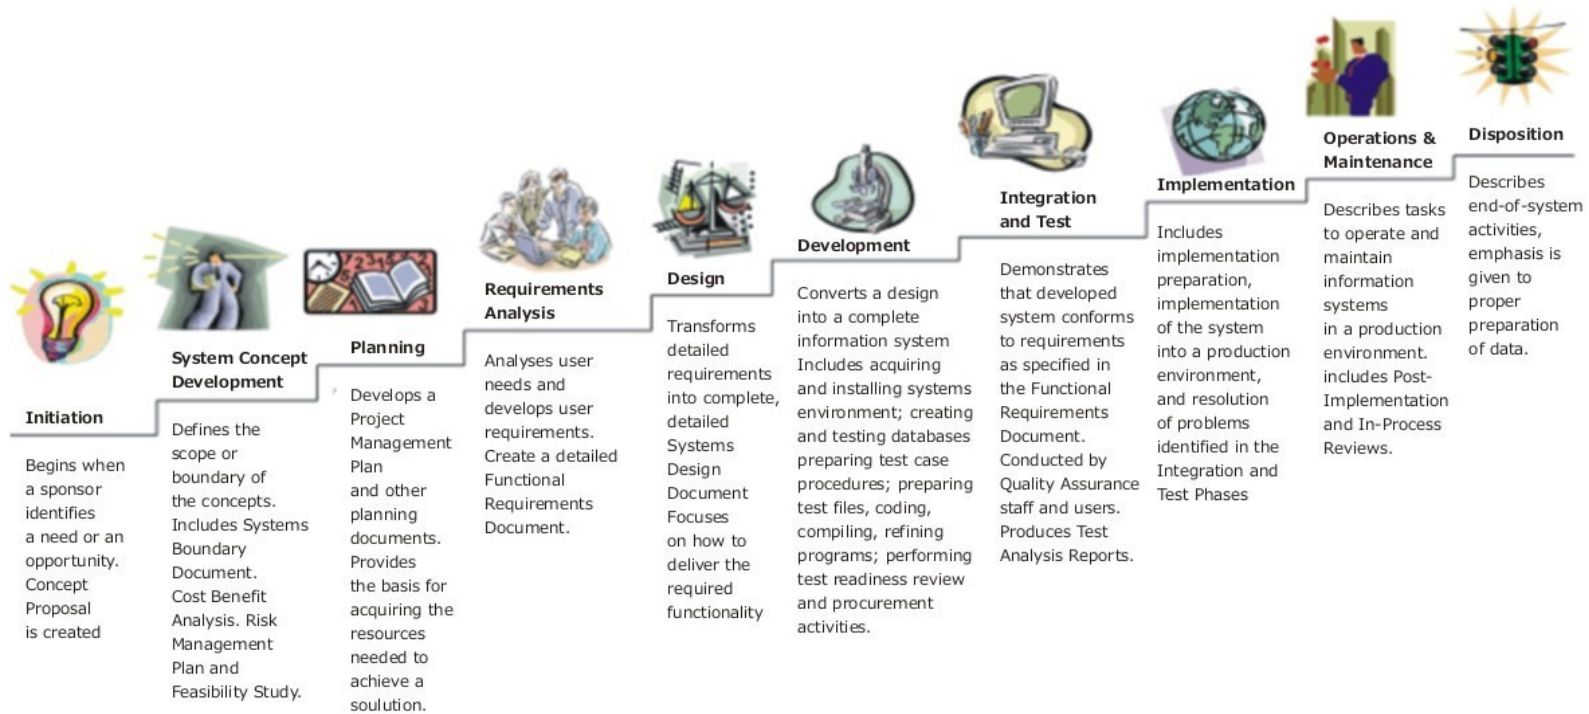 Initiation
Begins when
a sponsor
identifies
a need or an
opportunity.
Concept
Proposal
is created
System Concept
Development
Defines the
scope or
boundary of
the concepts.
Includes Systems
Boundary
Document.
Cost Benefit
Analysis. Risk
Management
Plan and
Feasibility Study.
Planning
Develops a
Project
Management
Plan
and other
planning
documents.
Provides
the basis for
acquiring the
resources
needed to
achieve a
soulution.
Requirements
Analysis
Analyses user
needs and
develops user
requirements.
Create a detailed
Functional
Requirements
Document.
Design
Transforms
detailed
requirements
into complete,
detailed
Systems
Design
Document
Focuses
on how to
deliver the
required
functionality
Development
Converts a design
into a complete
information system
Includes acquiring
and installing systems
environment; creating
and testing databases
preparing test case
procedures; preparing
test files, coding,
compiling, refining
programs; performing
test readiness review
and procurement
activities.
Integration
and Test
Demonstrates
that developed
system conforms
to requirements
as specified in
the Functional
Requirements
Document.
Conducted by
Quality Assurance
staff and users.
Produces Test
Analysis Reports.
Implementation
Includes
implementation
preparation,
implementation
of the system
into a production
environment,
and resolution
of problems
identified in the
Integration and
Test Phases
Operations &
Maintenance
Describes tasks
to operate and
maintain
information
systems
in a production
environment.
includes Post-
Implementation
and In-Process
Reviews.
Disposition
Describes
end-of-system
activities,
emphasis is
given to
proper
preparation
of data.